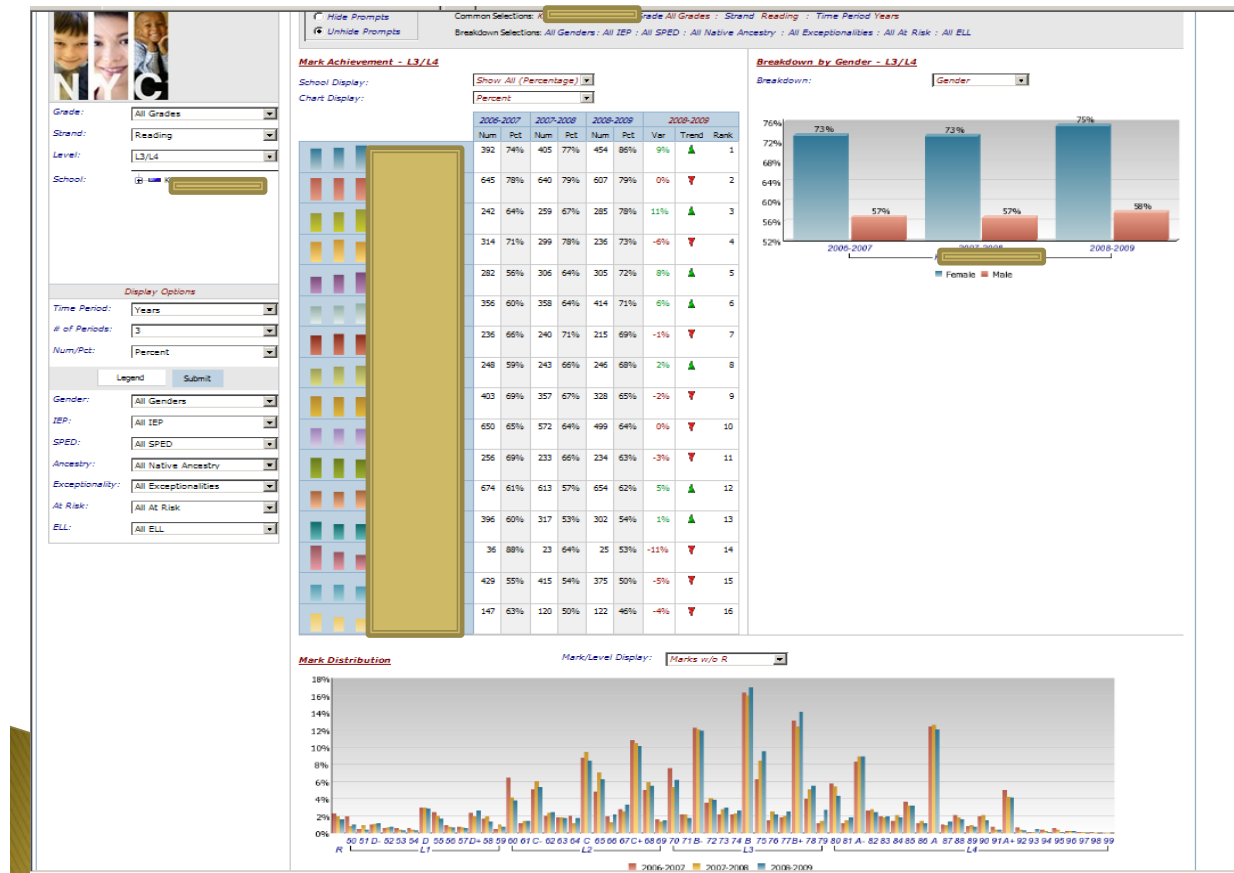 NYC
Hide Prompts
Unhide Prompts
Common Selections: Grade All Grades : Strand Reading : Time Period Years
Breakdown Selections: All Genders : All IEP : All SPED : All Native Ancestry : All Exceptionalities : All At Risk : All ELL
Grade: All Grades
Strand: Reading
Level: L3/L4
School:
Display Options
Time Period: Years
# of Periods: 3
Num/Pct: Percent
Legend Submit
Gender: All Genders
IEP: All IEP
SPED: All SPED
Ancestry: All Native Ancestry
Exceptionality: All Exceptionalities
At Risk: All At Risk
ELL: All ELL
Mark Achievement - L3/L4
School Display: Show All (Percentage)
Chart Display: Percent
2006-2007 2007-2008 2008-2009 2008-2009
Num Pct Num Pct Num Pct Var Trend Rank
392 74% 405 77% 454 86% 9% 1
645 78% 640 79% 607 79% 0% 2
242 64% 259 67% 285 78% 11% 3
314 71% 299 78% 236 73% -6% 4
282 56% 306 64% 305 72% 8% 5
356 60% 358 64% 414 71% 6% 6
236 66% 240 71% 215 69% -1% 7
248 59% 243 66% 246 68% 2% 8
403 69% 357 67% 328 65% -2% 9
650 65% 572 64% 499 64% 0% 10
256 69% 233 66% 234 63% -3% 11
674 61% 613 57% 654 62% 5% 12
396 60% 317 53% 302 54% 1% 13
36 88% 23 64% 25 53% -11% 14
429 55% 415 54% 375 50% -5% 15
147 63% 120 50% 122 46% -4% 16
Breakdown by Gender - L3/L4
Breakdown: Gender
76%
72%
68%
64%
60%
56%
52%
73% 57% 73% 57% 75% 58%
2006-2007 2007-2008 2008-2009
Female Male
Mark Distribution
Mark/Level Display: Marks w/o R
18%
16%
14%
12%
10%
8%
6%
4%
2%
0%
R 50 51 D- 52 53 54 D 55 56 57 D+ 58 59 60 61 C- 62 63 64 C 65 66 67 C+ 68 69 70 71 B- 72 73 74 B 75 76 77 B+ 78 79 80 81 A- 82 83 84 85 86 A 87 88 89 90 91 A+ 92 93 94 95 96 97 98 99
L1 L2 L3 L4
2006-2007 2007-2008 2008-2009